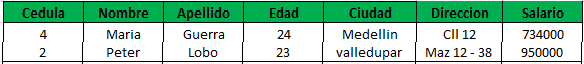 Cedula Nombre Apellido Edad Ciudad Direccion Salario
4 Maria Guerra 24 Medellin Cll 12 734000
2 Peter Lobo 23 valledupar Maz 12 - 38 950000